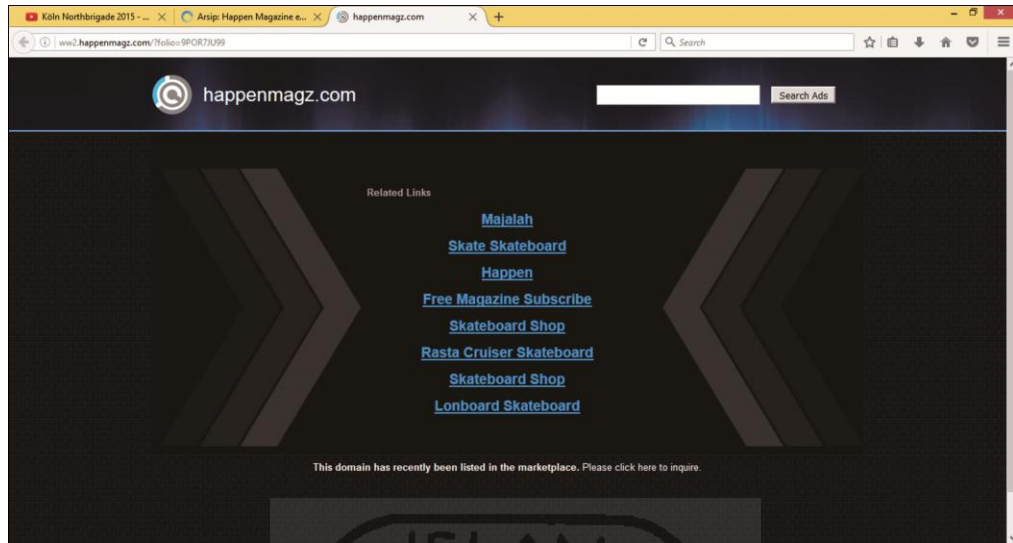 Köln Northbrigade 2015 - ...
Arsip: Happen Magazine e...
happenmagz.com
ww2.happenmagz.com/?folio=9POR7JU99
Search
happenmagz.com
Search Ads
Related Links
Majalah
Skate Skateboard
Happen
Free Magazine Subscribe
Skateboard Shop
Rasta Cruiser Skateboard
Skateboard Shop
Lonboard Skateboard
This domain has recently been listed in the marketplace. Please click here to inquire.